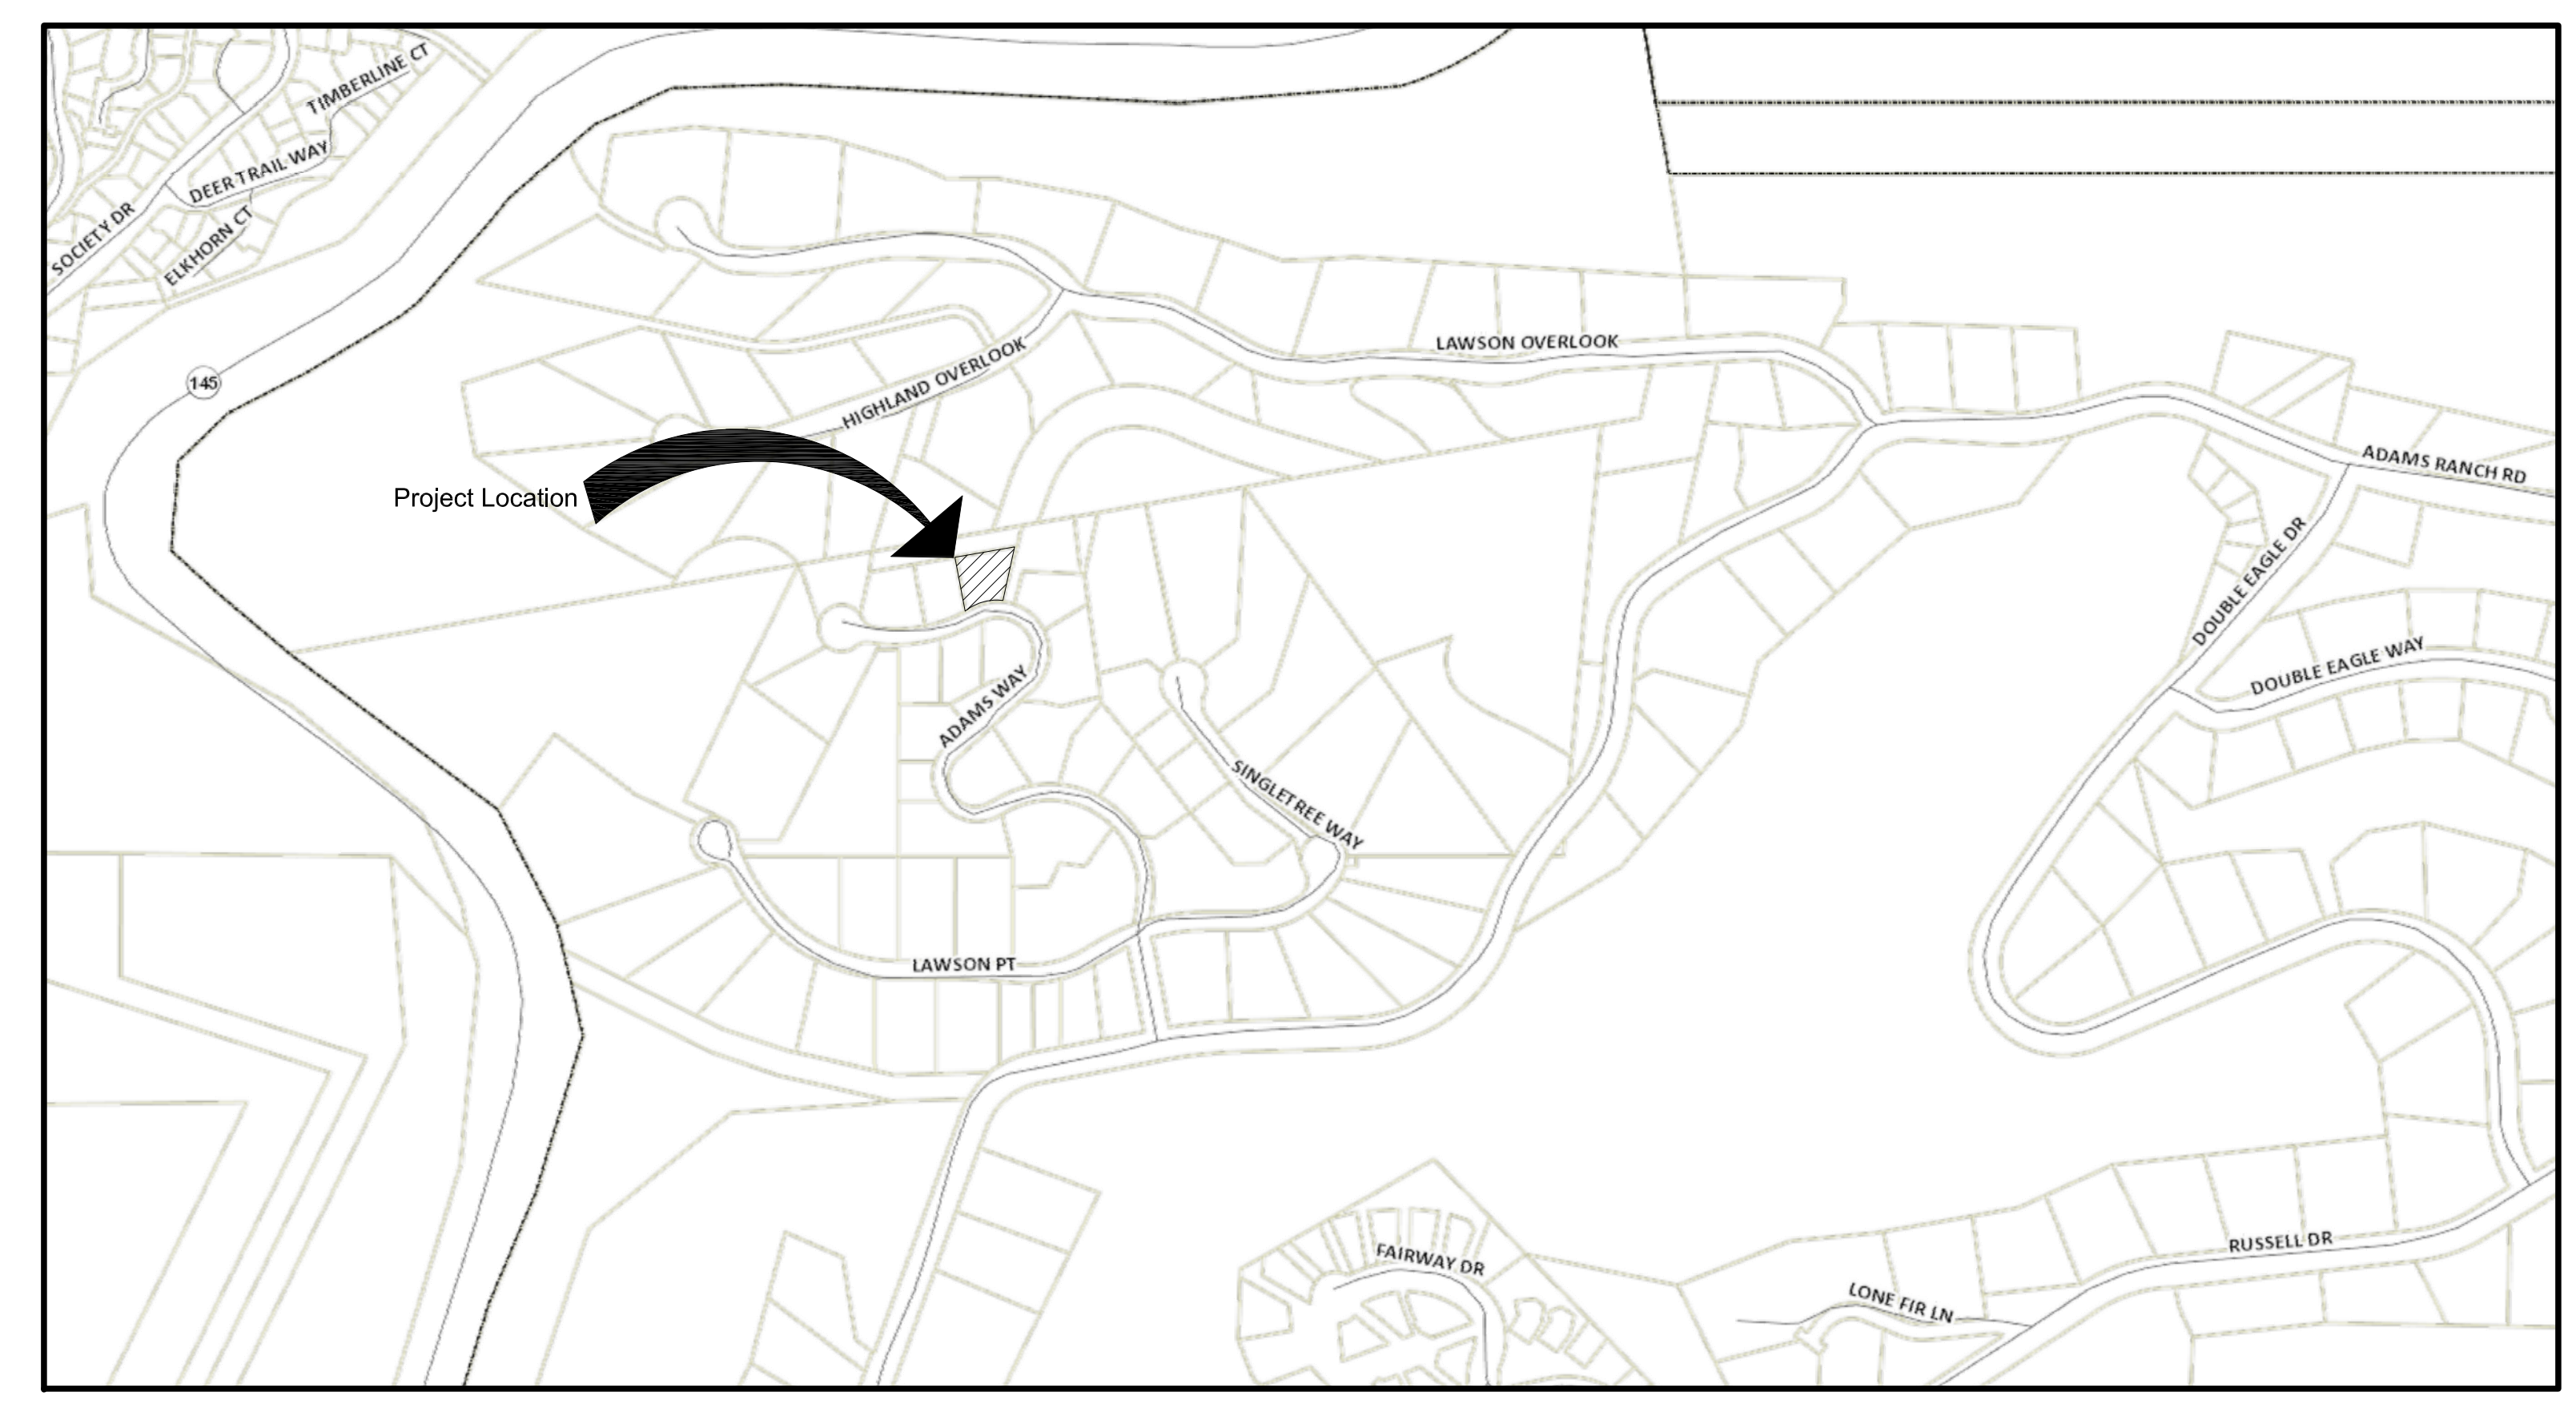 TIMBERLINE CT
DEER TRAIL WAY
SOCIETY DR
ELKHORN CT
145
LAWSON OVERLOOK
HIGHLAND OVERLOOK
ADAMS RANCH RD
Project Location
DOUBLE EAGLE DR
DOUBLE EAGLE WAY
ADAMS WAY
SINGLETREE WAY
LAWSON PT
FAIRWAY DR
RUSSELL DR
LONE FIR LN